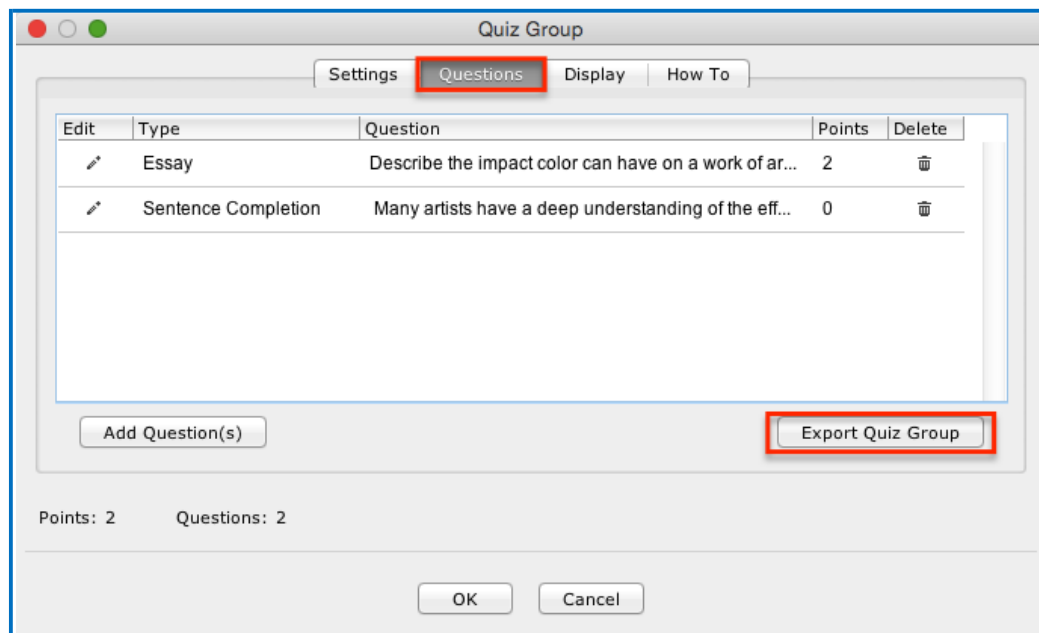 Quiz Group
Settings Questions Display How To
Edit Type Question Points Delete
Essay Describe the impact color can have on a work of ar... 2
Sentence Completion Many artists have a deep understanding of the eff... 0
Add Question(s) Export Quiz Group
Points: 2 Questions: 2
OK Cancel